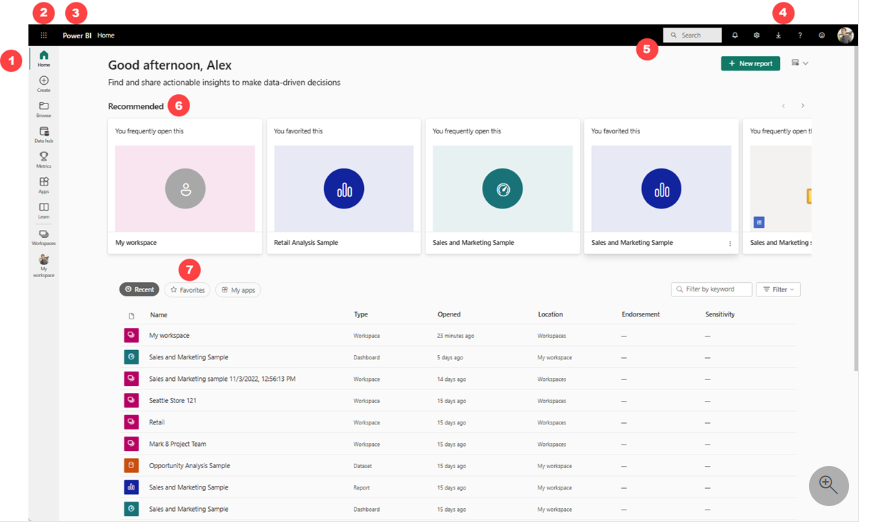 2 3 4
Power BI Home Search ?
1 5
Home
Create
Browse
Data hub
Metrics
Apps
Learn
Workspaces
My
workspace
Good afternoon, Alex
+ New report
Find and share actionable insights to make data-driven decisions
Recommended 6
You frequently open this You favorited this You frequently open this You favorited this You frequently open th
My workspace Retail Analysis Sample Sales and Marketing Sample Sales and Marketing Sample Sales and Marketing s
7
Recent Favorites My apps Filter by keyword Filter
Name Type Opened Location Endorsement Sensitivity
My workspace Workspace 23 minutes ago Workspaces — —
Sales and Marketing Sample Dashboard 5 days ago My workspace — —
Sales and Marketing sample 11/3/2022, 12:56:13 PM Workspace 14 days ago Workspaces — —
Seattle Store 121 Workspace 15 days ago Workspaces — —
Retail Workspace 15 days ago Workspaces — —
Mark 8 Project Team Workspace 15 days ago Workspaces — —
Opportunity Analysis Sample Dataset 15 days ago My workspace — —
Sales and Marketing Sample Report 15 days ago My workspace — —
Sales and Marketing Sample Dashboard 15 days ago My workspace — —